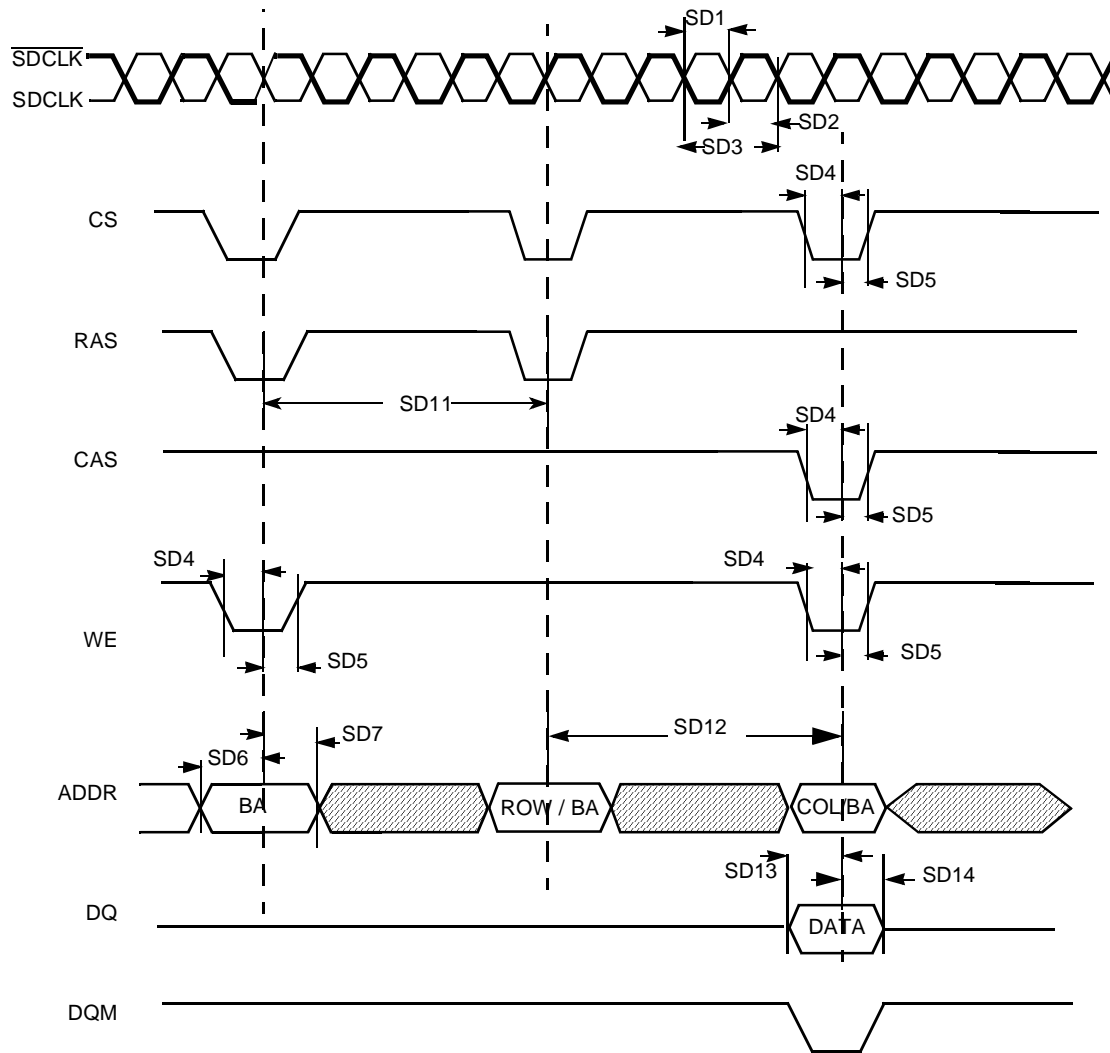 SD1
SDCLK
SDCLK
SD2
SD3
SD4
CS
SD5
RAS
SD11
SD4
CAS
SD5
SD4
SD4
WE
SD5
SD5
SD12
SD7
SD6
ADDR
BA
ROW / BA
COL/BA
SD13
SD14
DQ
DATA
DQM